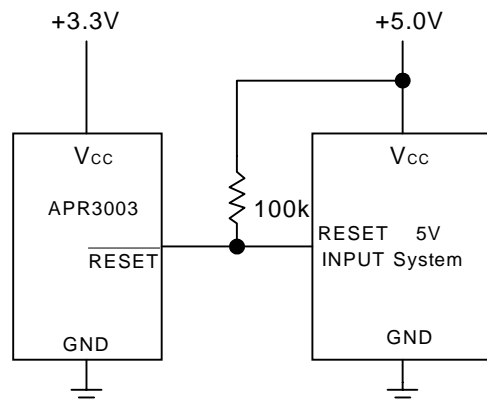 +3.3V
+5.0V
VCC
APR3003
RESET
GND
100k
VCC
RESET 5V
INPUT System
GND